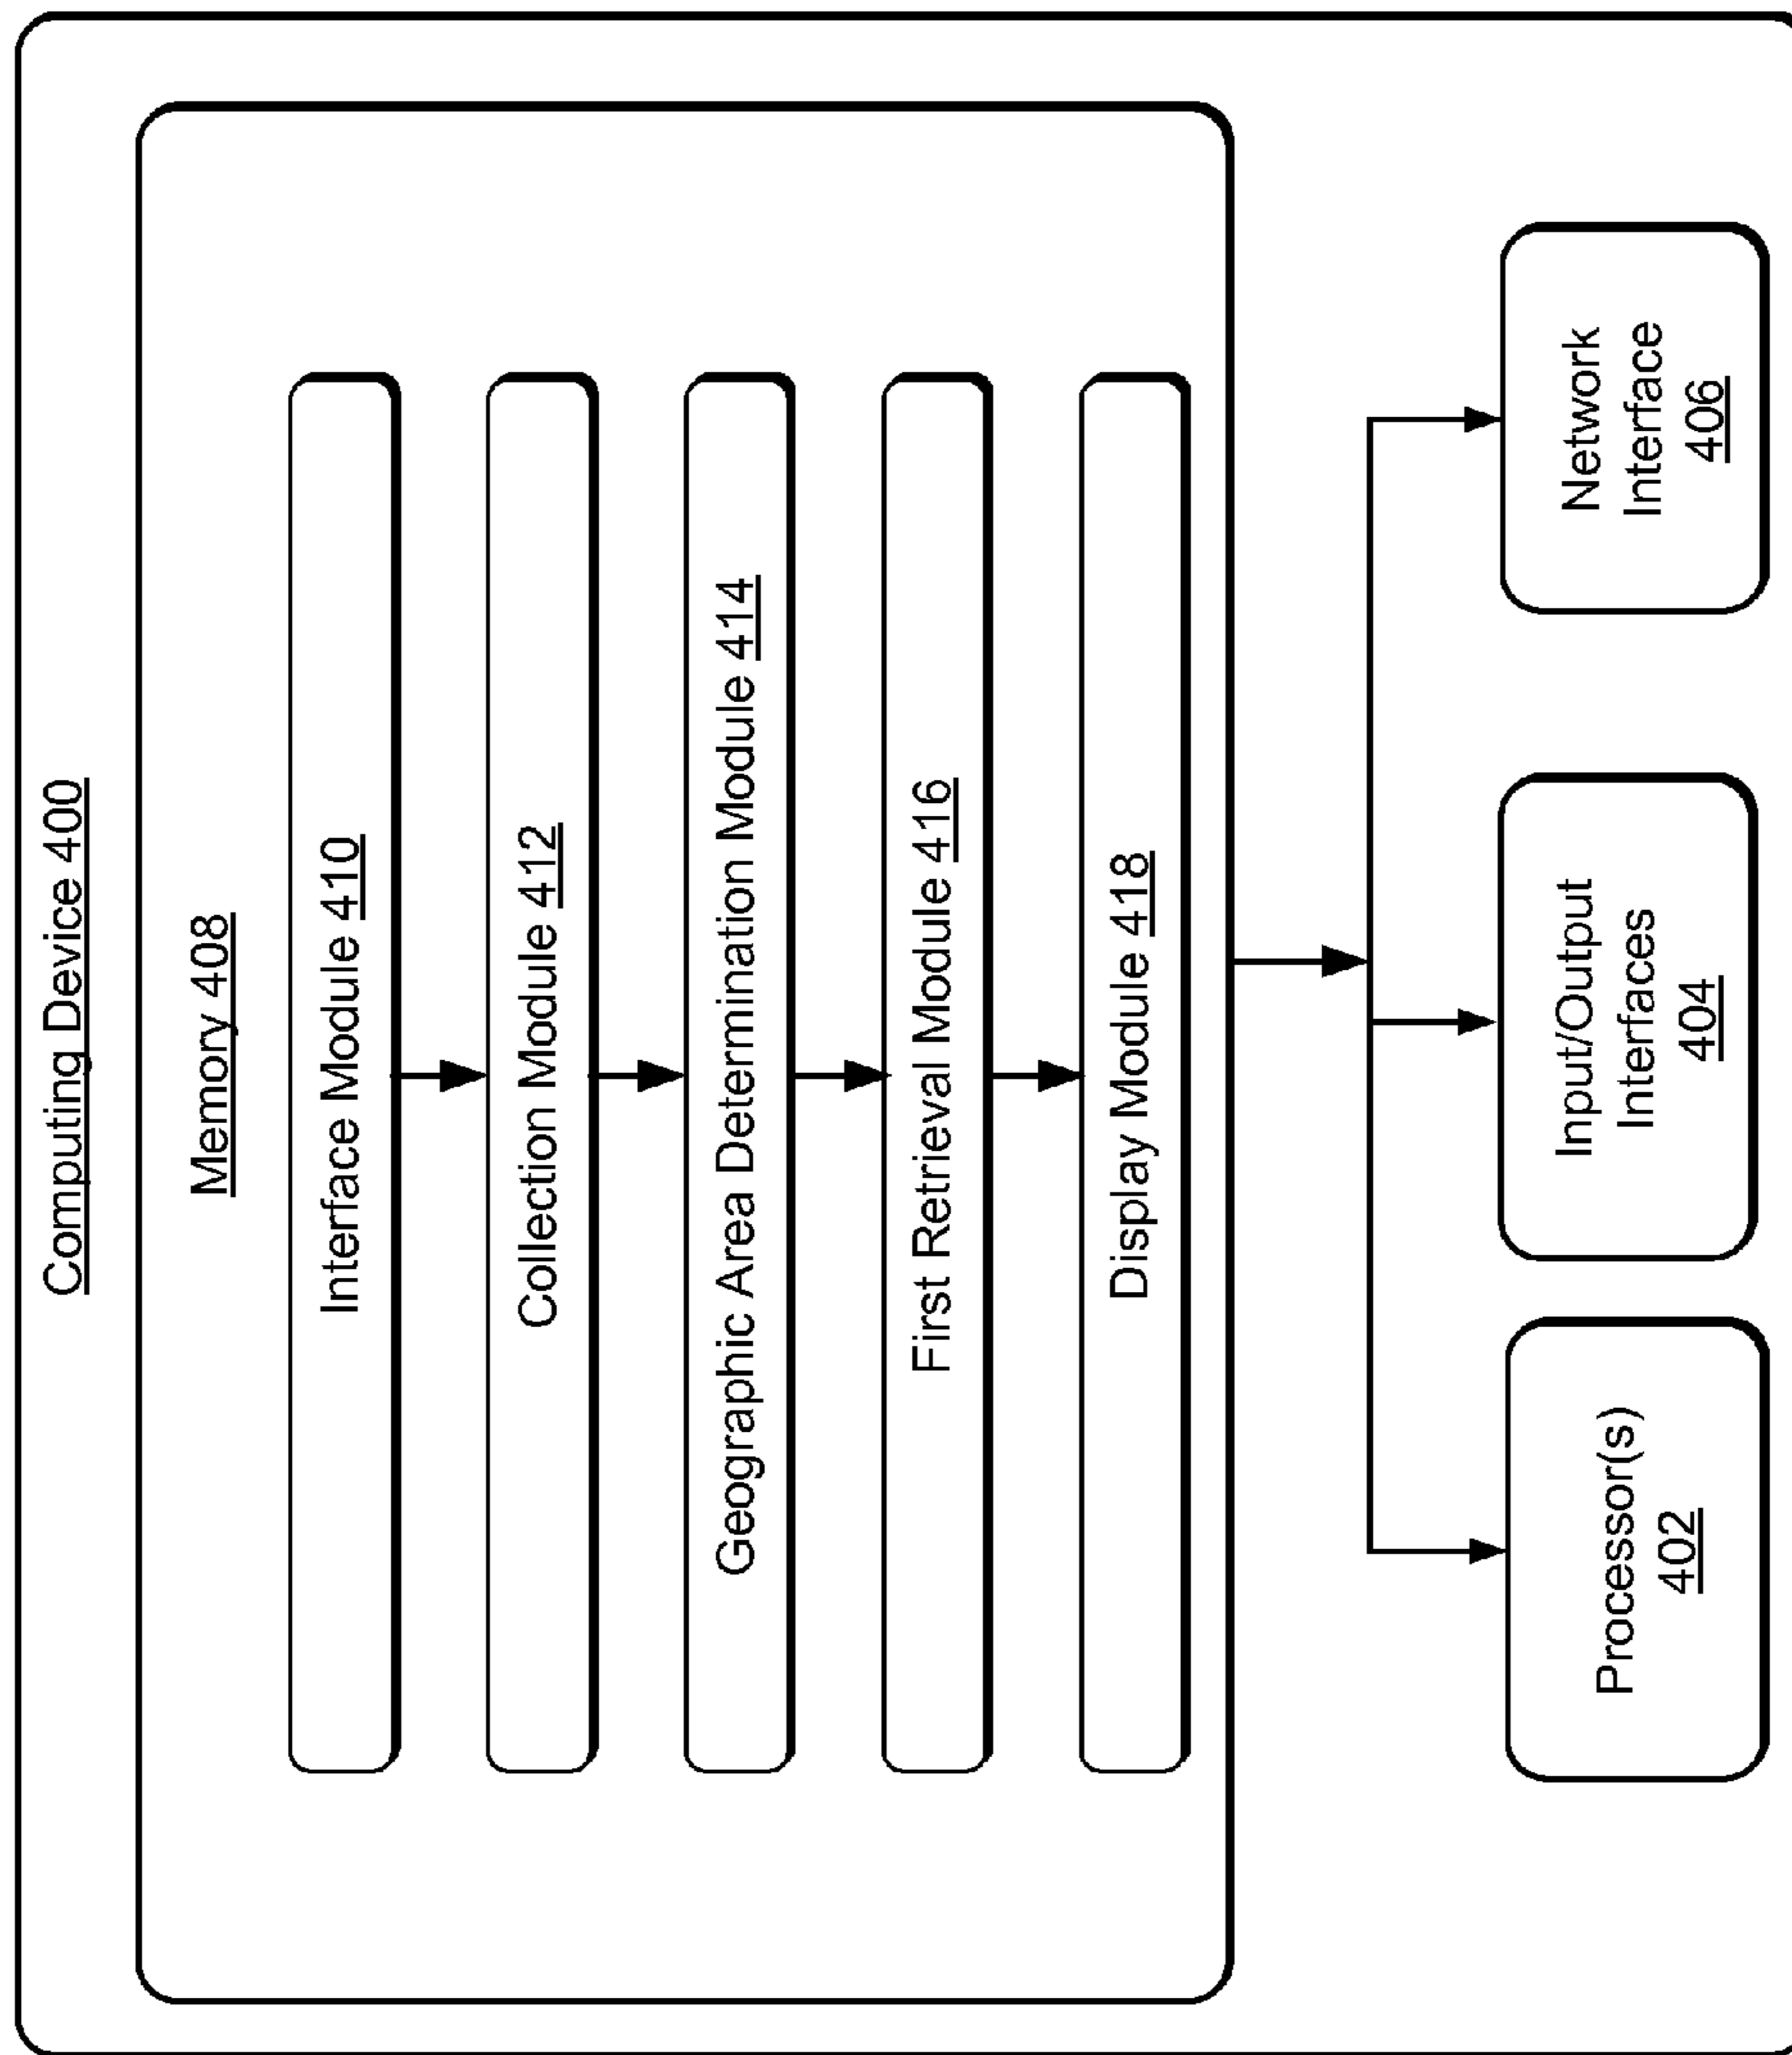 Computing Device 400
Memory 408
Interface Module 410
Collection Module 412
Geographic Area Determination Module 414
First Retrieval Module 416
Display Module 418
Processor(s)
402
Input/Output
Interfaces
404
Network
Interface
406